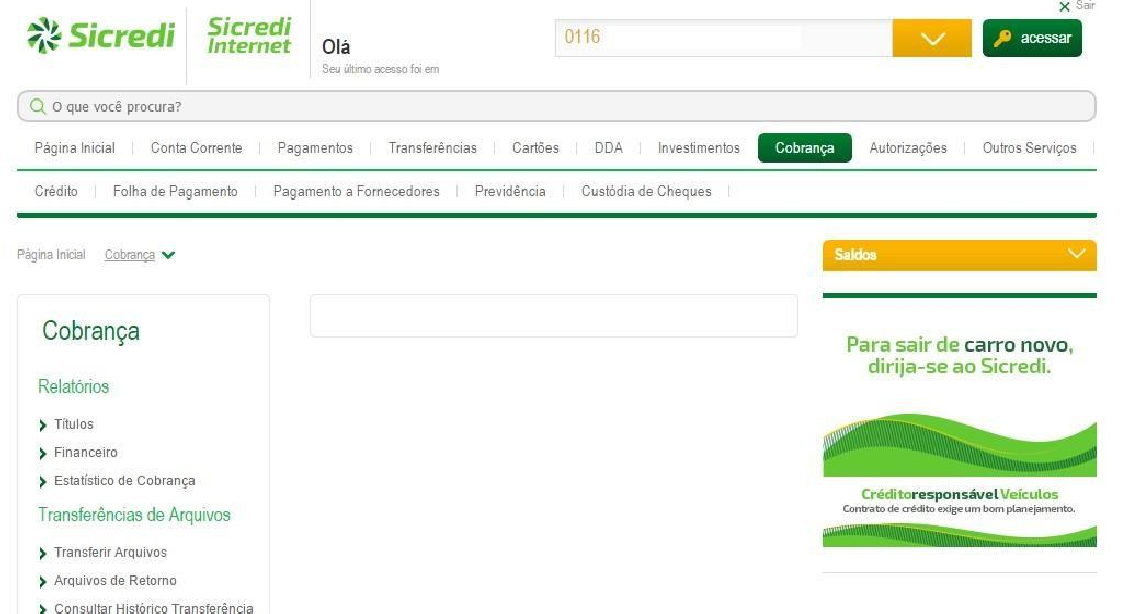 Sair
Sicredi
Sicredi
Internet
Olá
Seu último acesso foi em
0116
acessar
O que você procura?
Página Inicial
Conta Corrente
Pagamentos
Transferências
Cartões
DDA
Investimentos
Cobrança
Autorizações
Outros Serviços
Crédito
Folha de Pagamento
Pagamento a Fornecedores
Previdência
Custódia de Cheques
Página Inicial
Cobrança
Saldos
Cobrança
Relatórios
Títulos
Financeiro
Estatístico de Cobrança
Transferências de Arquivos
Transferir Arquivos
Arquivos de Retorno
Consultar Histórico Transferência
Para sair de carro novo,
dirija-se ao Sicredi.
Créditoresponsável Veículos
Contrato de crédito exige um bom planejamento.